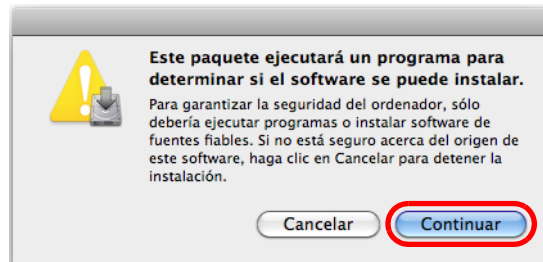 Este paquete ejecutará un programa para
determinar si el software se puede instalar.
Para garantizar la seguridad del ordenador, sólo
debería ejecutar programas o instalar software de
fuentes fiables. Si no está seguro acerca del origen de
este software, haga clic en Cancelar para detener la
instalación.
Cancelar
Continuar